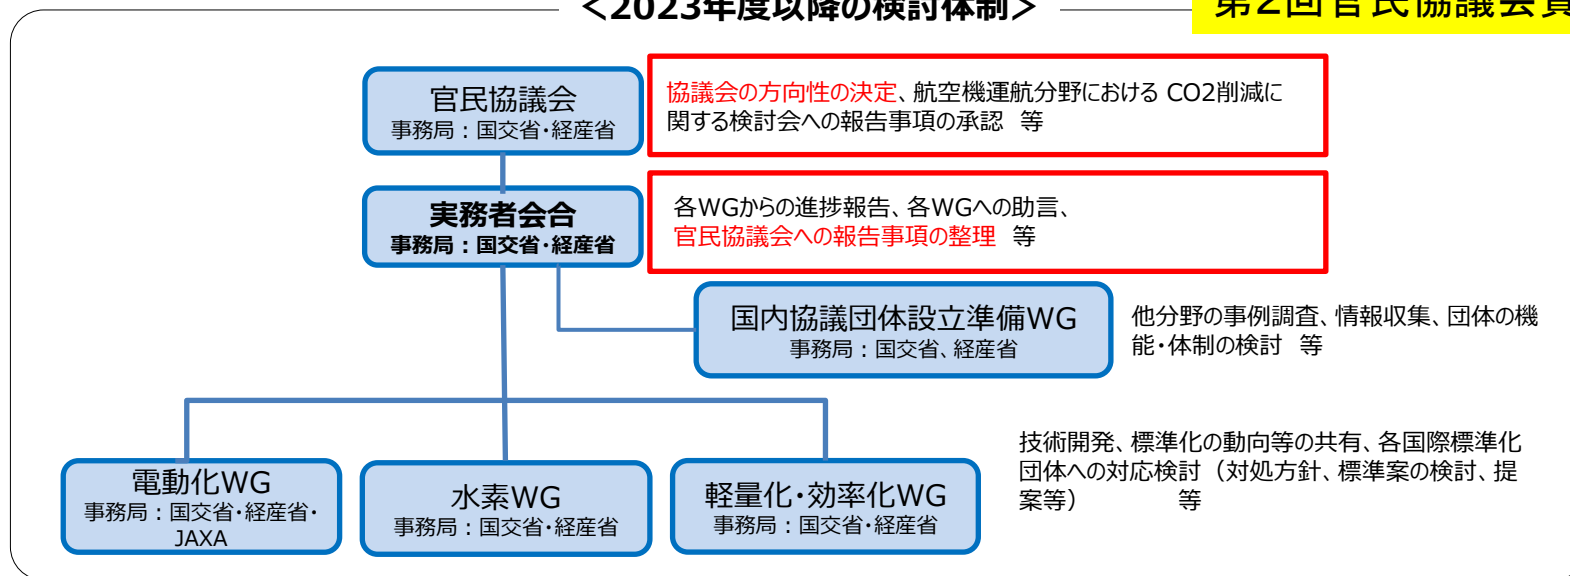 ＜2023年度以降の検討体制＞
第2回官民協議会資
官民協議会
事務局：国交省・経産省
協議会の方向性の決定、航空機運航分野における CO2削減に
関する検討会への報告事項の承認　等
実務者会合
事務局：国交省・経産省
各WGからの進捗報告、各WGへの助言、
官民協議会への報告事項の整理　等
国内協議団体設立準備WG
事務局：国交省、経産省
他分野の事例調査、情報収集、団体の機
能・体制の検討　等
電動化WG
事務局：国交省・経産省・
JAXA
水素WG
事務局：国交省・経産省
軽量化・効率化WG
事務局：国交省・経産省
技術開発、標準化の動向等の共有、各国際標準化
団体への対応検討（対処方針、標準案の検討、提
案等）　　　　等